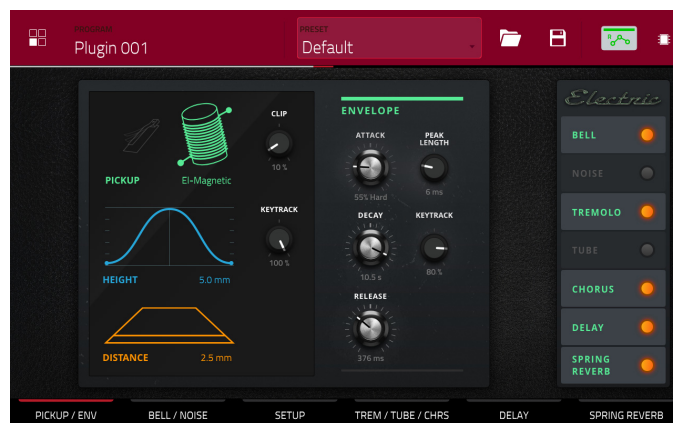 PROGRAM
PRESET
Plugin 001
Default
Electric
CLIP
10 %
PICKUP
El-Magnetic
KEYTRACK
100 %
HEIGHT
5.0 mm
DISTANCE
2.5 mm
ENVELOPE
ATTACK
PEAK
LENGTH
55% Hard
6 ms
DECAY
KEYTRACK
10.5 s
80 %
RELEASE
376 ms
BELL
NOISE
TREMOLO
TUBE
CHORUS
DELAY
SPRING
REVERB
PICKUP / ENV
BELL / NOISE
SETUP
TREM / TUBE / CHRS
DELAY
SPRING REVERB